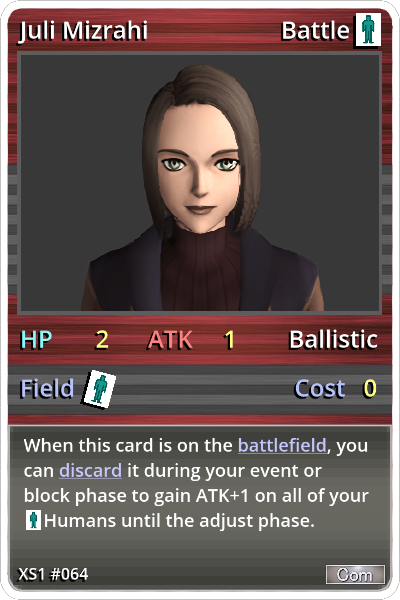 Juli Mizrahi Battle
HP 2 ATK 1 Ballistic
Field Cost 0
When this card is on the battlefield, you
can discard it during your event or
block phase to gain ATK+1 on all of your
Humans until the adjust phase.
XS1 #064 Com